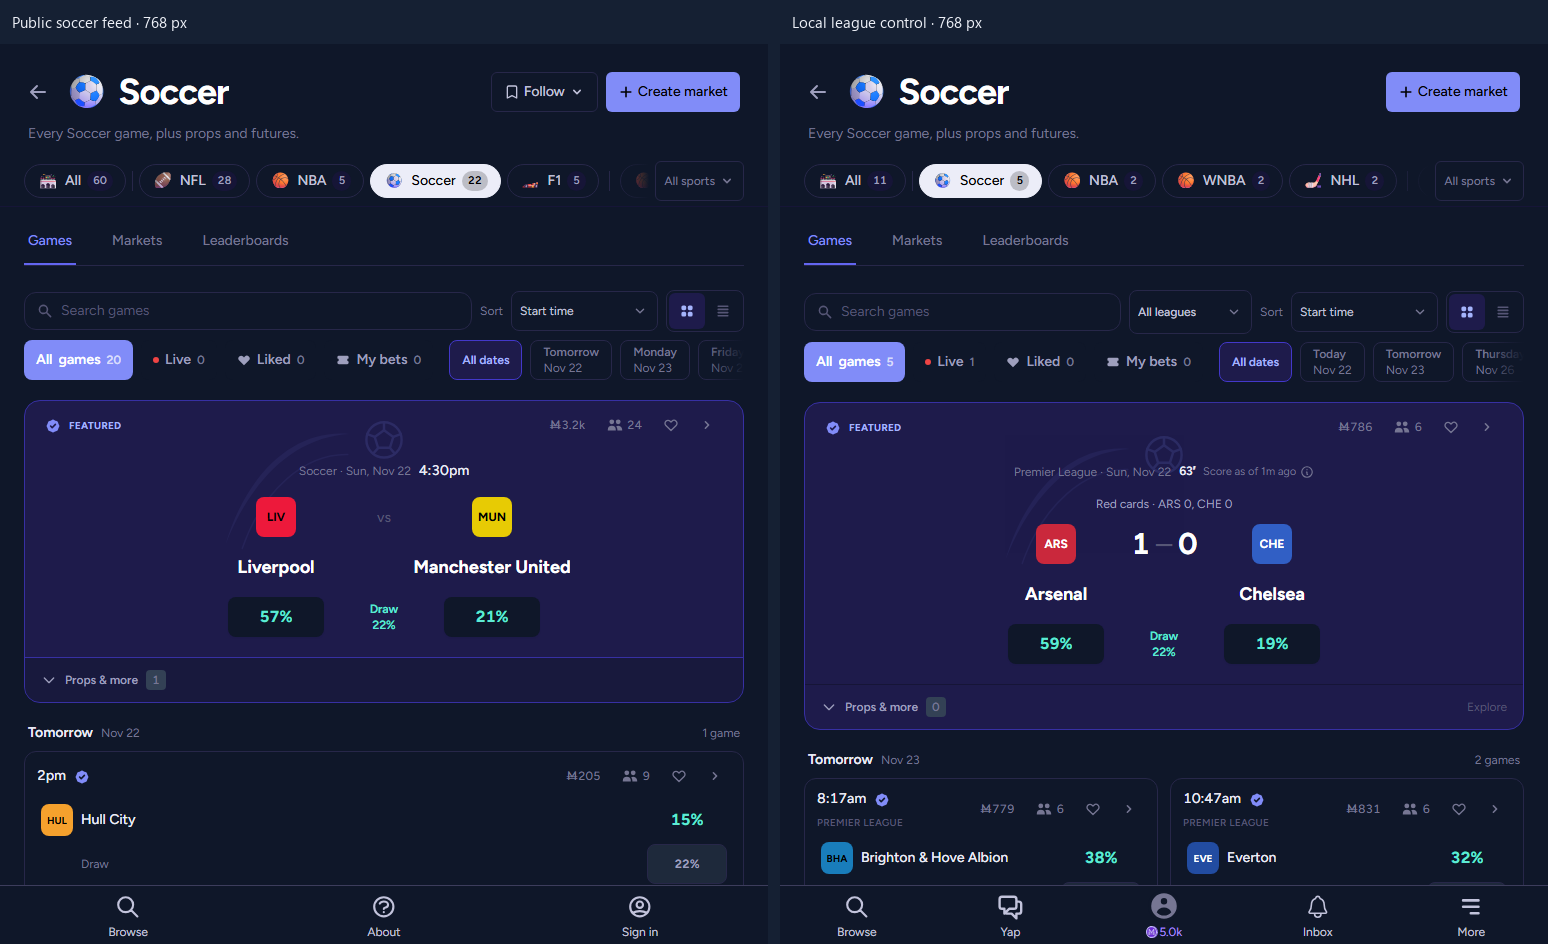 Public soccer feed · 768 px
Soccer
Follow
+ Create market
Every Soccer game, plus props and futures.
All 60
NFL 28
NBA 5
Soccer 22
F1 5
All sports
Games
Markets
Leaderboards
Search games
Sort
Start time
All games 20
Live 0
Liked 0
My bets 0
All dates
Tomorrow
Nov 22
Monday
Nov 23
Friday
Nov 2
FEATURED
M3.2k
24
Soccer · Sun, Nov 22 4:30pm
LIV
VS
MUN
Liverpool
Manchester United
57%
Draw
22%
21%
Props & more 1
Tomorrow Nov 22
1 game
2pm
M205
9
HUL
Hull City
15%
Draw
22%
Browse
About
Sign in
Local league control · 768 px
Soccer
+ Create market
Every Soccer game, plus props and futures.
All 11
Soccer 5
NBA 2
WNBA 2
NHL 2
All sports
Games
Markets
Leaderboards
Search games
All leagues
Sort
Start time
All games 5
Live 1
Liked 0
My bets 0
All dates
Today
Nov 22
Tomorrow
Nov 23
Thursda
Nov 26
FEATURED
M786
6
Premier League · Sun, Nov 22 63' Score as of 1m ago
Red cards · ARS 0, CHE 0
ARS
1 — 0
CHE
Arsenal
Chelsea
59%
Draw
22%
19%
Props & more 0
Explore
Tomorrow Nov 23
2 games
8:17am
PREMIER LEAGUE
M779
6
BHA
Brighton & Hove Albion
38%
10:47am
PREMIER LEAGUE
M831
6
EVE
Everton
32%
Browse
Yap
M 5.0k
Inbox
More